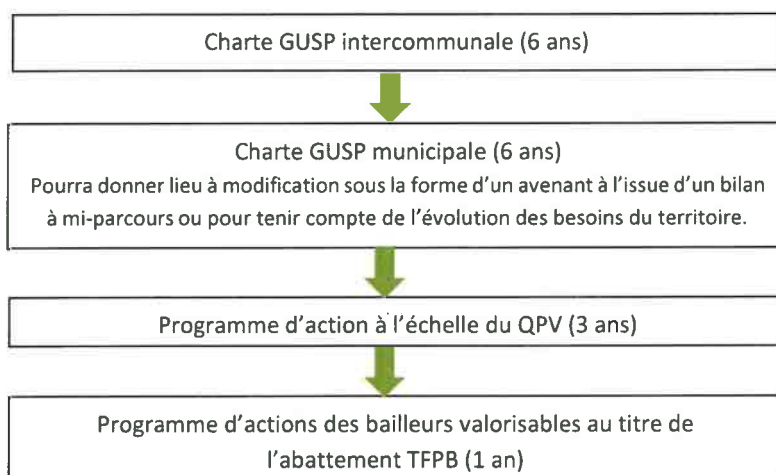 Charte GUSP intercommunale (6 ans)
Charte GUSP municipale (6 ans)
Pourra donner lieu à modification sous la forme d'un avenant à l'issue d'un bilan
à mi-parcours ou pour tenir compte de l'évolution des besoins du territoire.
Programme d'action à l'échelle du QPV (3 ans)
Programme d'actions des bailleurs valorisables au titre de
l'abattement TFPB (1 an)